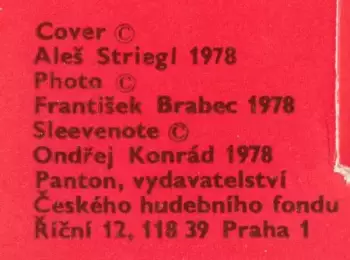 Cover ©
Aleš Striegl 1978
Photo ©
František Brabec 1978
Sleevenote ©
Ondřej Konrád 1978
Panton, vydavatelství
Českého hudebního fondu
Říční 12, 118 39 Praha 1